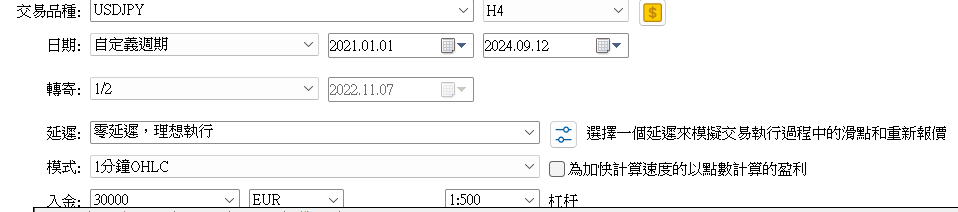 交易品種: USDJPY H4 $
日期: 自定義週期 2021.01.01 2024.09.12
轉寄: 1/2 2022.11.07
延遲: 零延遲，理想執行 選擇一個延遲來模擬交易執行過程中的滑點和重新報價
模式: 1分鐘OHLC 為加快計算速度的以點數計算的盈利
入金: 30000 EUR 1:500 杠杆